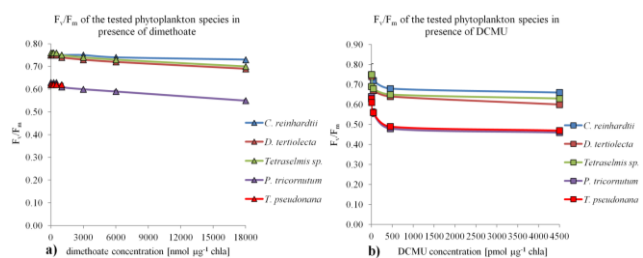 Fv/Fm of the tested phytoplankton species in
presence of dimethoate
0.80
0.70
0.60
0.50
0.40
0.30
0.20
0.10
0.00
Fv/Fm
C. reinhardtii
D. tertiolecta
Tetraselmis sp.
P. tricornutum
T. pseudonana
0 3000 6000 9000 12000 15000 18000
a) dimethoate concentration [nmol µg⁻¹ chla]
Fv/Fm of the tested phytoplankton species in
presence of DCMU
0.90
0.80
0.70
0.60
0.50
0.40
0.30
0.20
0.10
0.00
Fv/Fm
C. reinhardtii
D. tertiolecta
Tetraselmis sp.
P. tricornutum
T. pseudonana
0 500 1000 1500 2000 2500 3000 3500 4000 4500
b) DCMU concentration [pmol µg⁻¹ chla]